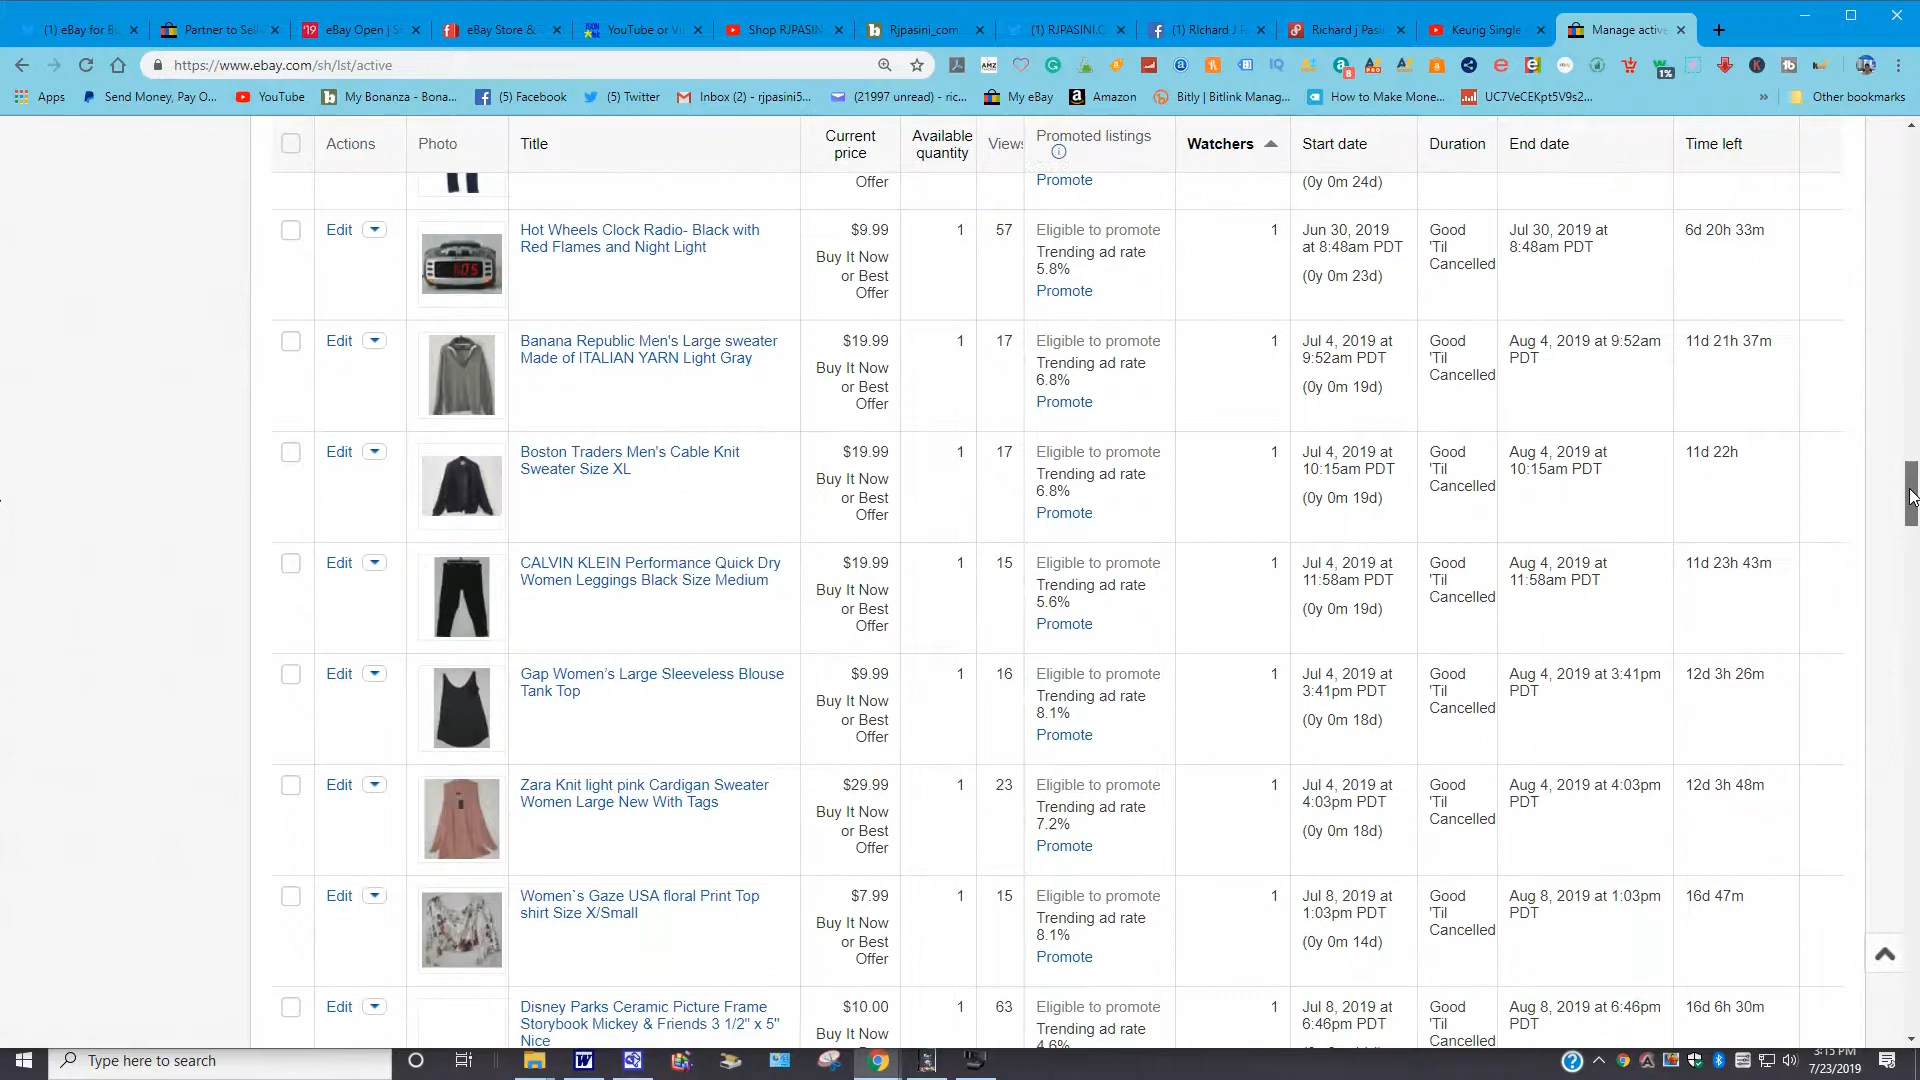 (1) eBay for Bu
Partner to Sell
eBay Open | S
eBay Store &
YouTube or Vi
Shop RJPASIN
Rjpasini_com
(1) RJPASINI.C
(1) RIchard J P
Richard j Pasi
Keurig Single
Manage active
https://www.ebay.com/sh/lst/active
Apps
Send Money, Pay O...
YouTube
My Bonanza - Bona...
(5) Facebook
(5) Twitter
Inbox (2) - rjpasini5...
(21997 unread) - ric...
My eBay
Amazon
Bitly | Bitlink Manag...
How to Make Mone...
UC7VeCEKpt5V9s2...
Other bookmarks
Actions
Photo
Title
Current price
Available quantity
Views
Promoted listings
Watchers
Start date
Duration
End date
Time left
Offer
Promote
(0y 0m 24d)
Edit
Hot Wheels Clock Radio- Black with
Red Flames and Night Light
$9.99
Buy It Now
or Best
Offer
1
57
Eligible to promote
Trending ad rate
5.8%
Promote
1
Jun 30, 2019
at 8:48am PDT
(0y 0m 23d)
Good
'Til
Cancelled
Jul 30, 2019 at
8:48am PDT
6d 20h 33m
Edit
Banana Republic Men's Large sweater
Made of ITALIAN YARN Light Gray
$19.99
Buy It Now
or Best
Offer
1
17
Eligible to promote
Trending ad rate
6.8%
Promote
1
Jul 4, 2019 at
9:52am PDT
(0y 0m 19d)
Good
'Til
Cancelled
Aug 4, 2019 at 9:52am
PDT
11d 21h 37m
Edit
Boston Traders Men's Cable Knit
Sweater Size XL
$19.99
Buy It Now
or Best
Offer
1
17
Eligible to promote
Trending ad rate
6.8%
Promote
1
Jul 4, 2019 at
10:15am PDT
(0y 0m 19d)
Good
'Til
Cancelled
Aug 4, 2019 at
10:15am PDT
11d 22h
Edit
CALVIN KLEIN Performance Quick Dry
Women Leggings Black Size Medium
$19.99
Buy It Now
or Best
Offer
1
15
Eligible to promote
Trending ad rate
5.6%
Promote
1
Jul 4, 2019 at
11:58am PDT
(0y 0m 19d)
Good
'Til
Cancelled
Aug 4, 2019 at
11:58am PDT
11d 23h 43m
Edit
Gap Women’s Large Sleeveless Blouse
Tank Top
$9.99
Buy It Now
or Best
Offer
1
16
Eligible to promote
Trending ad rate
8.1%
Promote
1
Jul 4, 2019 at
3:41pm PDT
(0y 0m 18d)
Good
'Til
Cancelled
Aug 4, 2019 at 3:41pm
PDT
12d 3h 26m
Edit
Zara Knit light pink Cardigan Sweater
Women Large New With Tags
$29.99
Buy It Now
or Best
Offer
1
23
Eligible to promote
Trending ad rate
7.2%
Promote
1
Jul 4, 2019 at
4:03pm PDT
(0y 0m 18d)
Good
'Til
Cancelled
Aug 4, 2019 at 4:03pm
PDT
12d 3h 48m
Edit
Women`s Gaze USA floral Print Top
shirt Size X/Small
$7.99
Buy It Now
or Best
Offer
1
15
Eligible to promote
Trending ad rate
8.1%
Promote
1
Jul 8, 2019 at
1:03pm PDT
(0y 0m 14d)
Good
'Til
Cancelled
Aug 8, 2019 at 1:03pm
PDT
16d 47m
Edit
Disney Parks Ceramic Picture Frame
Storybook Mickey & Friends 3 1/2" x 5"
Nice
$10.00
Buy It Now
1
63
Eligible to promote
Trending ad rate
4.6%
1
Jul 8, 2019 at
6:46pm PDT
Good
'Til
Cancelled
Aug 8, 2019 at 6:46pm
PDT
16d 6h 30m
Type here to search
3:15 PM
7/23/2019